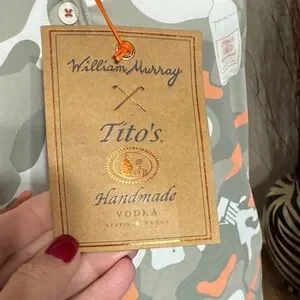 William Murray
Tito's
Handmade
VODKA
AUSTIN TEXAS